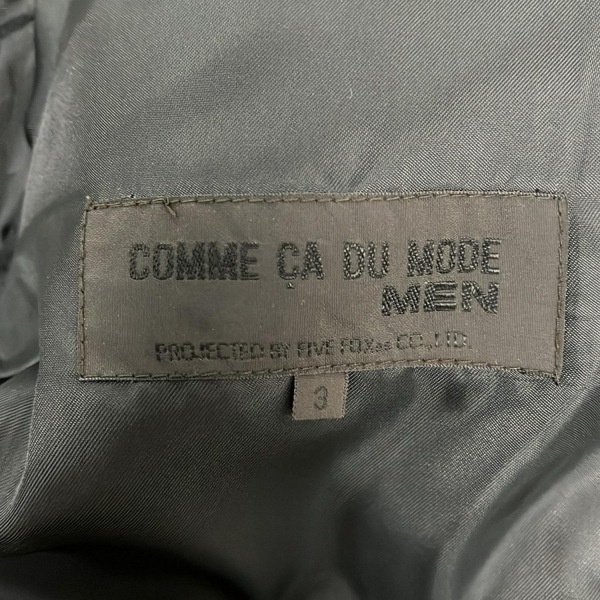 COMME ÇA DU MODE
MEN
PROJECTED BY FIVE FOXes CO.,LTD.
3